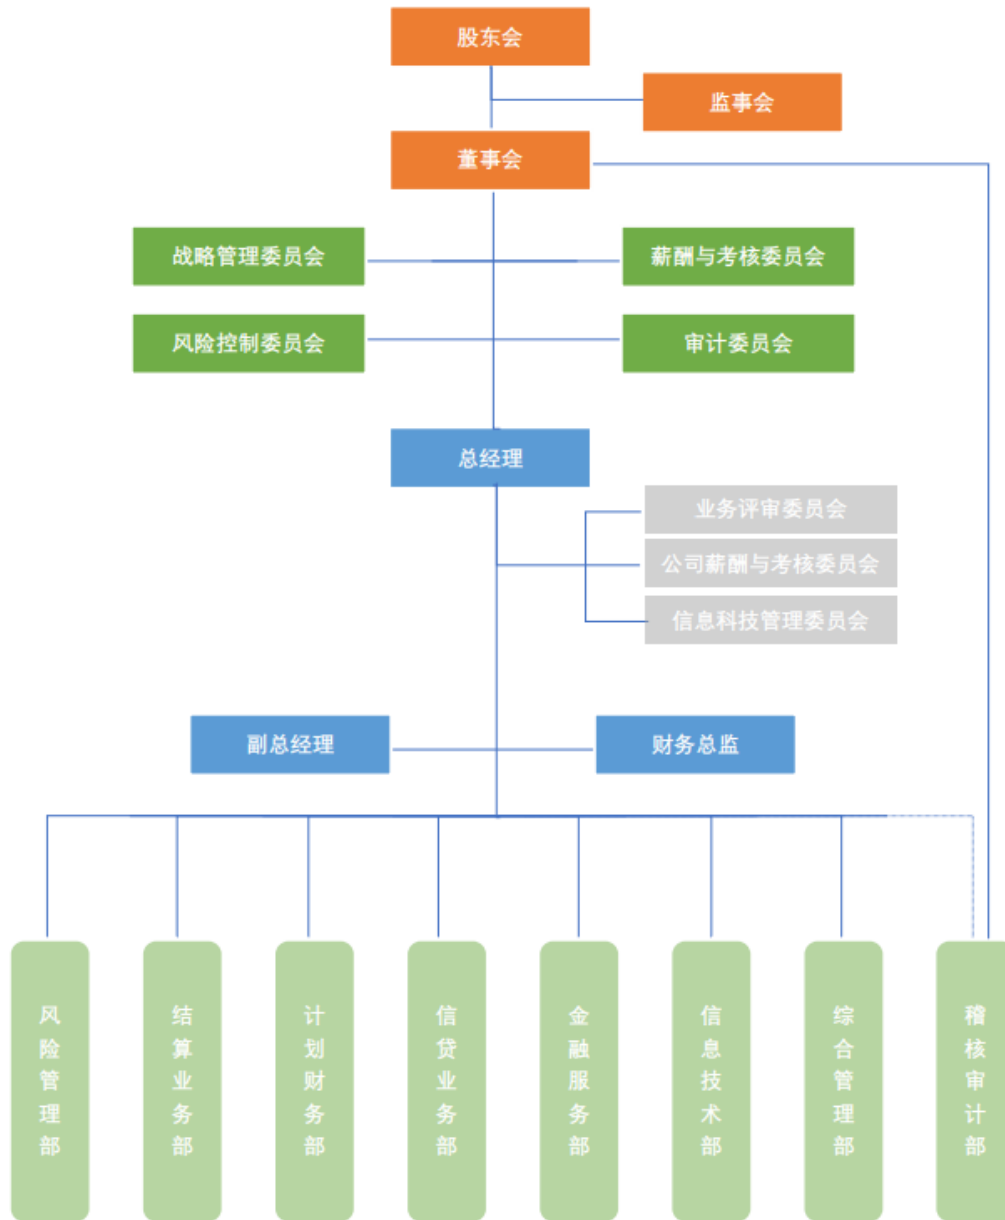 股东会
监事会
董事会
战略管理委员会
薪酬与考核委员会
风险控制委员会
审计委员会
总经理
业务评审委员会
公司薪酬与考核委员会
信息科技管理委员会
副总经理
财务总监
风险管理部
结算业务部
计划财务部
信贷业务部
金融服务部
信息技术部
综合管理部
稽核审计部